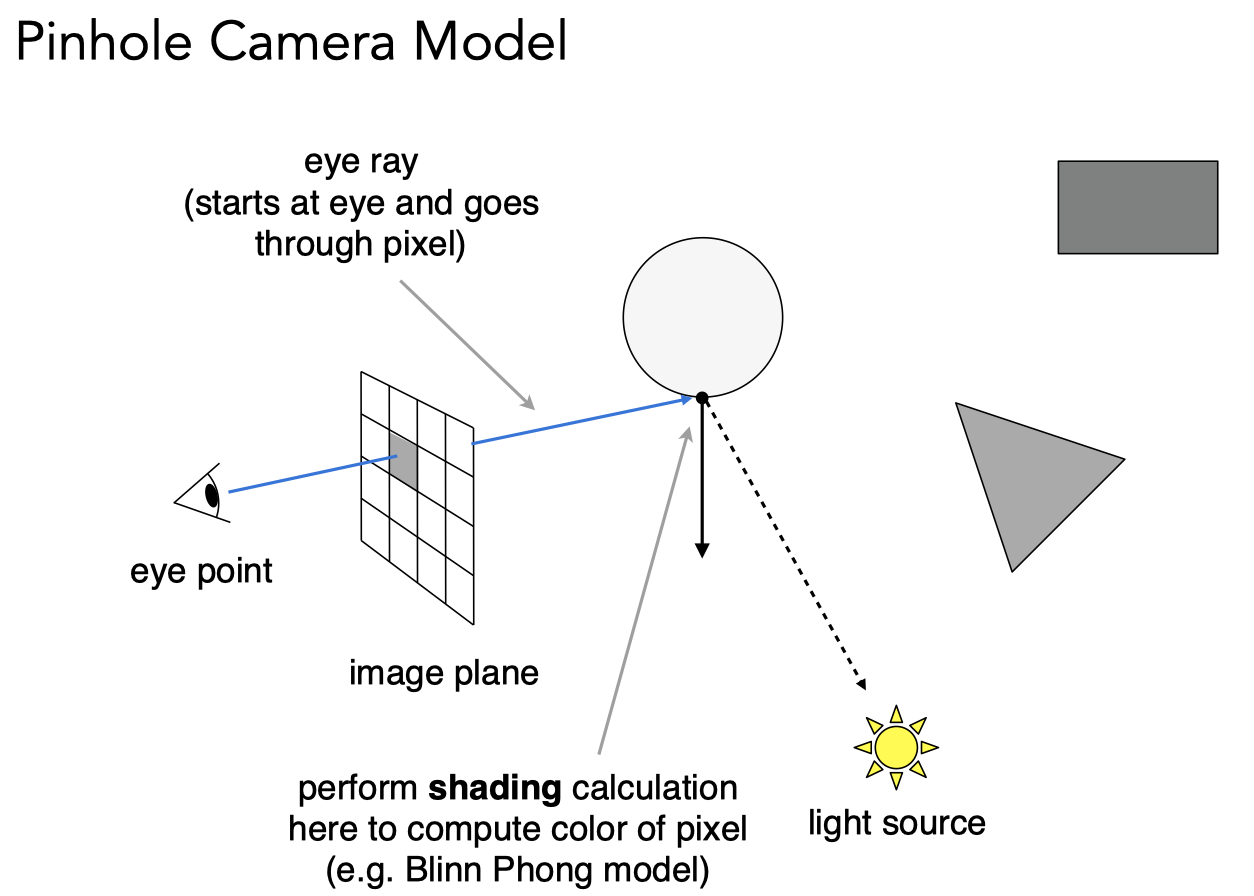 Pinhole Camera Model
eye ray
(starts at eye and goes
through pixel)
eye point
image plane
perform shading calculation
here to compute color of pixel
(e.g. Blinn Phong model)
light source